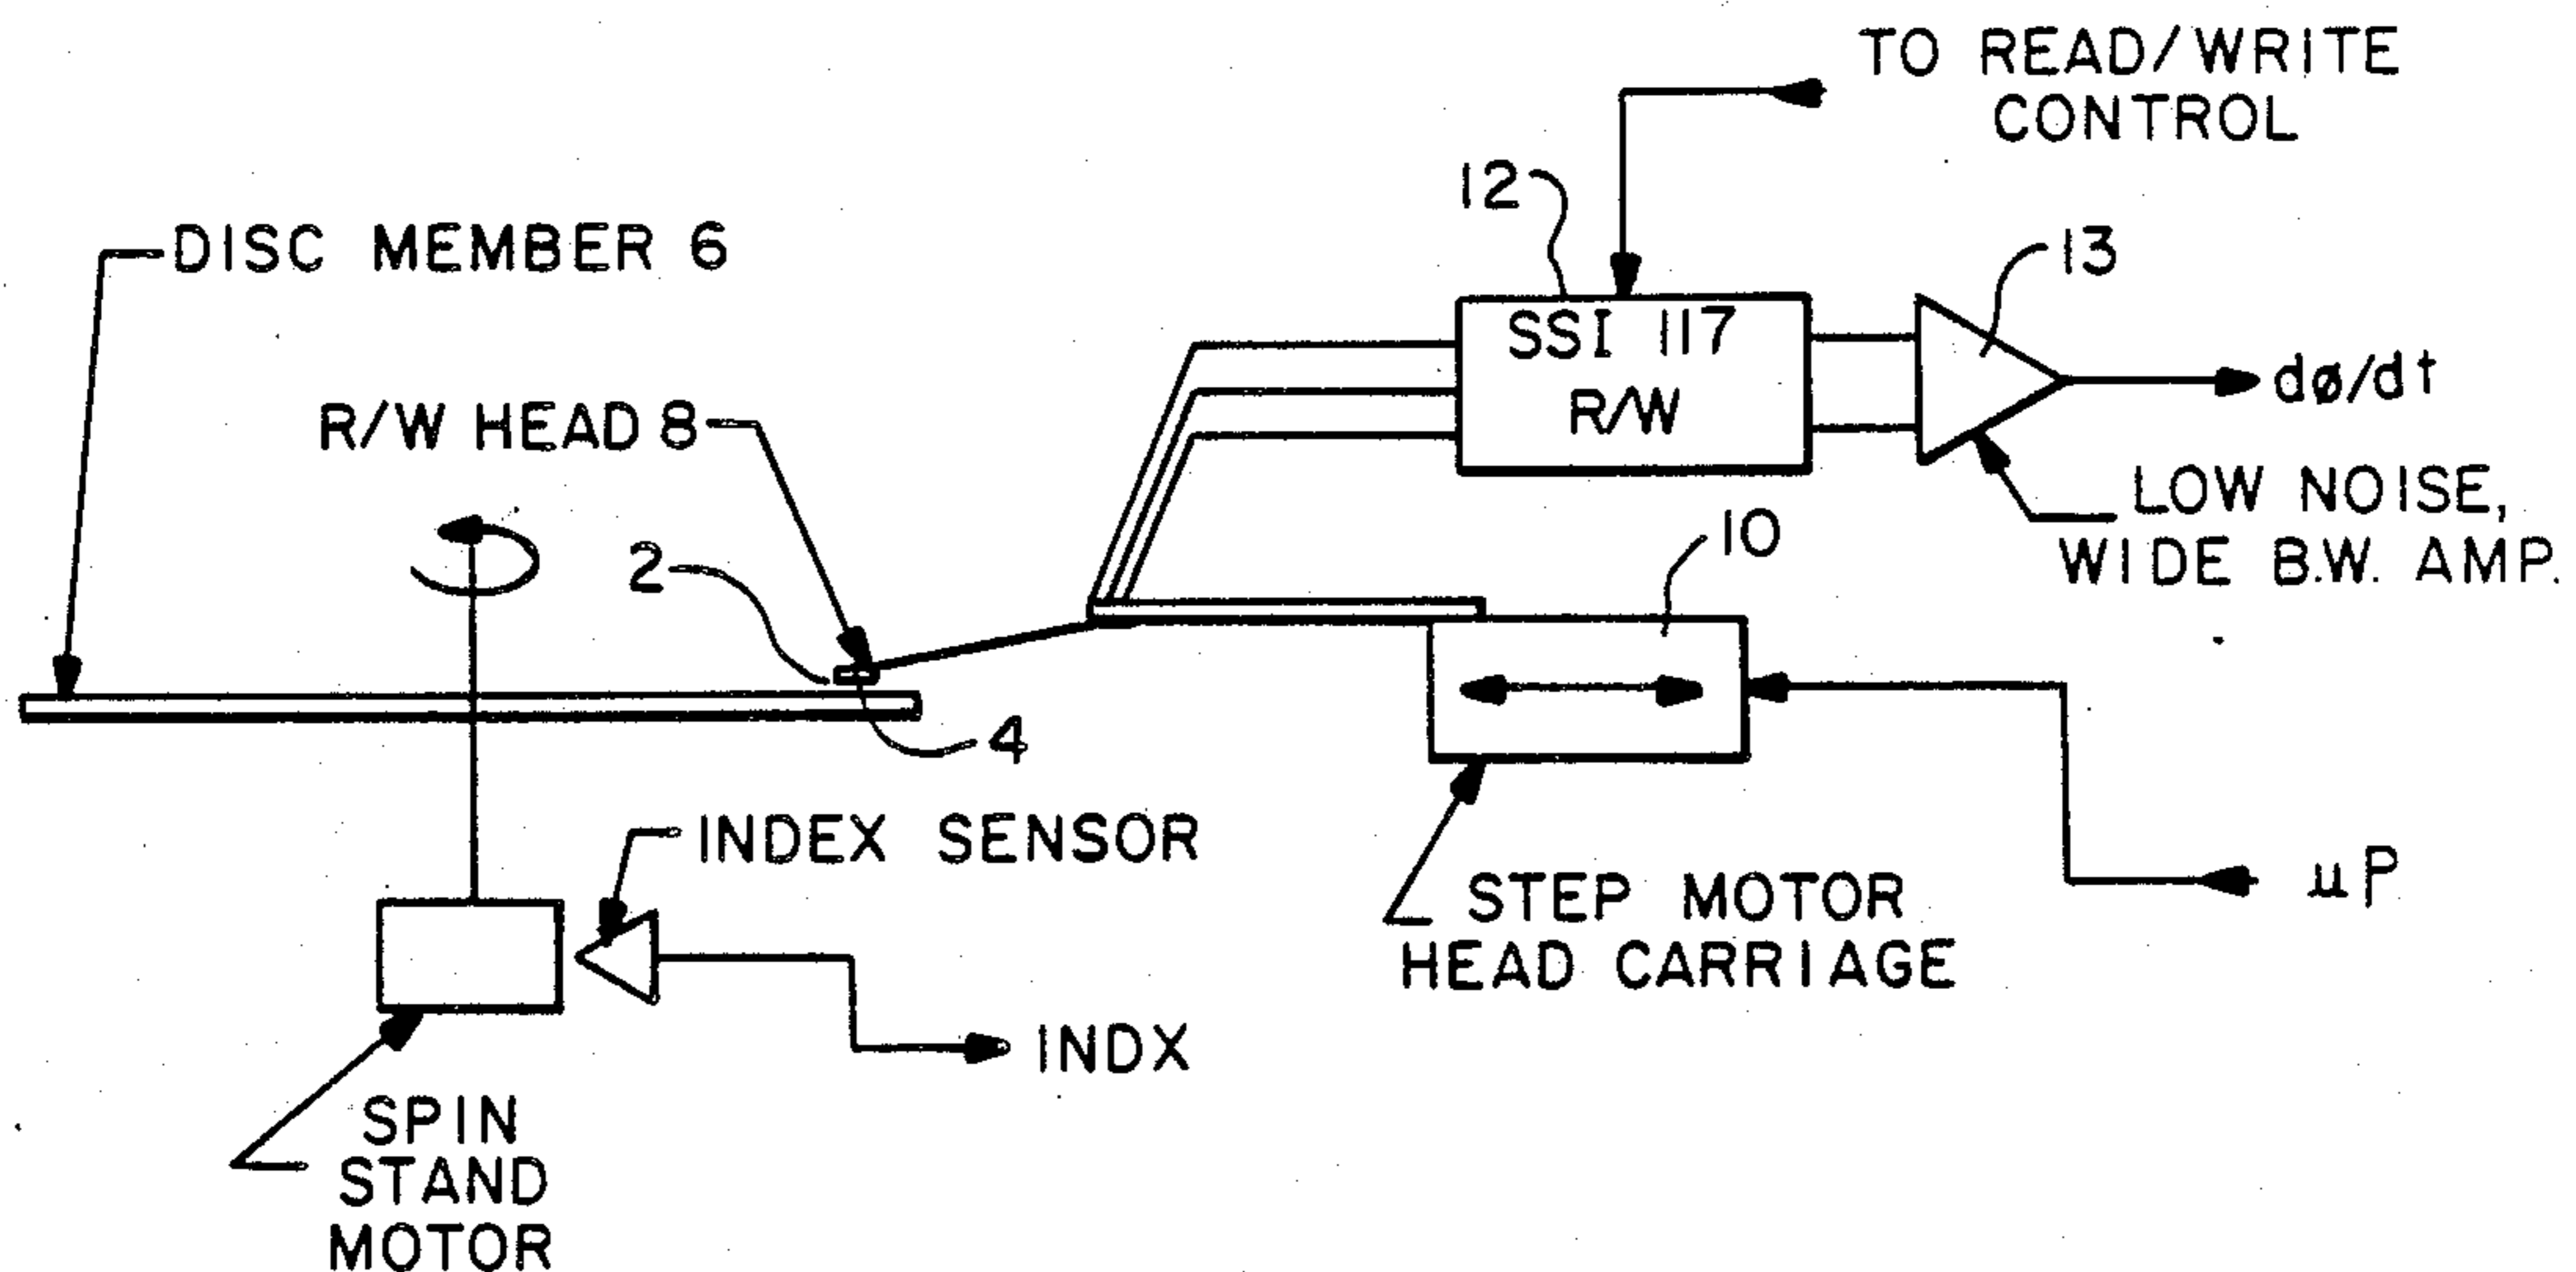 TO READ/WRITE
CONTROL
12
DISC MEMBER 6
13
SSI 117
R/W
dø/dt
R/W HEAD 8
LOW NOISE,
WIDE B.W. AMP.
10
2
4
INDEX SENSOR
STEP MOTOR
HEAD CARRIAGE
µP
INDX
SPIN
STAND
MOTOR